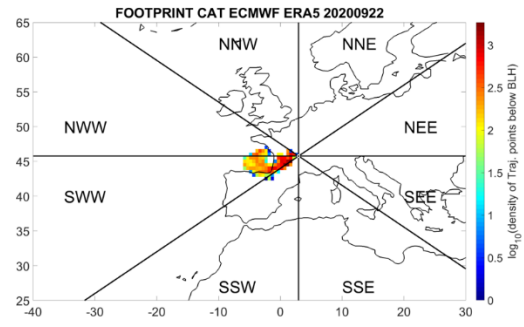 FOOTPRINT CAT ECMWF ERA5 20200922
65
55
50
45
40
35
30
25
-40
-30
-20
-10
0
10
20
30
NNW
NNE
NWW
NEE
SWW
SEE
SSW
SSE
3
2.5
2
1.5
1
0.5
0
log10(density of Traj. points below BLH)